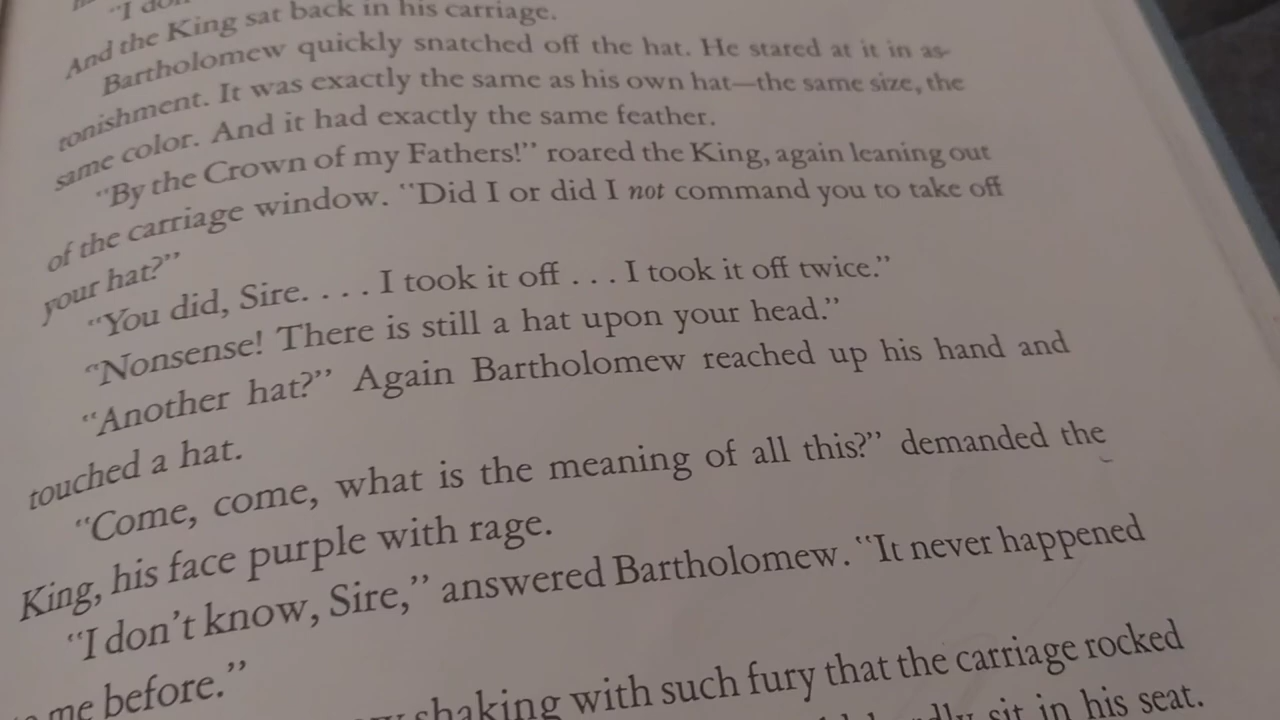 “I don
And the King sat back in his carriage.
Bartholomew quickly snatched off the hat. He stared at it in as-
tonishment. It was exactly the same as his own hat—the same size, the
same color. And it had exactly the same feather.
“By the Crown of my Fathers!” roared the King, again leaning out
of the carriage window. “Did I or did I not command you to take off
your hat?”
“You did, Sire. . . . I took it off . . . I took it off twice.”
“Nonsense! There is still a hat upon your head.”
“Another hat?” Again Bartholomew reached up his hand and
touched a hat.
“Come, come, what is the meaning of all this?” demanded the
King, his face purple with rage.
“I don’t know, Sire,” answered Bartholomew. “It never happened
me before.”
shaking with such fury that the carriage rocked
sit in his seat.